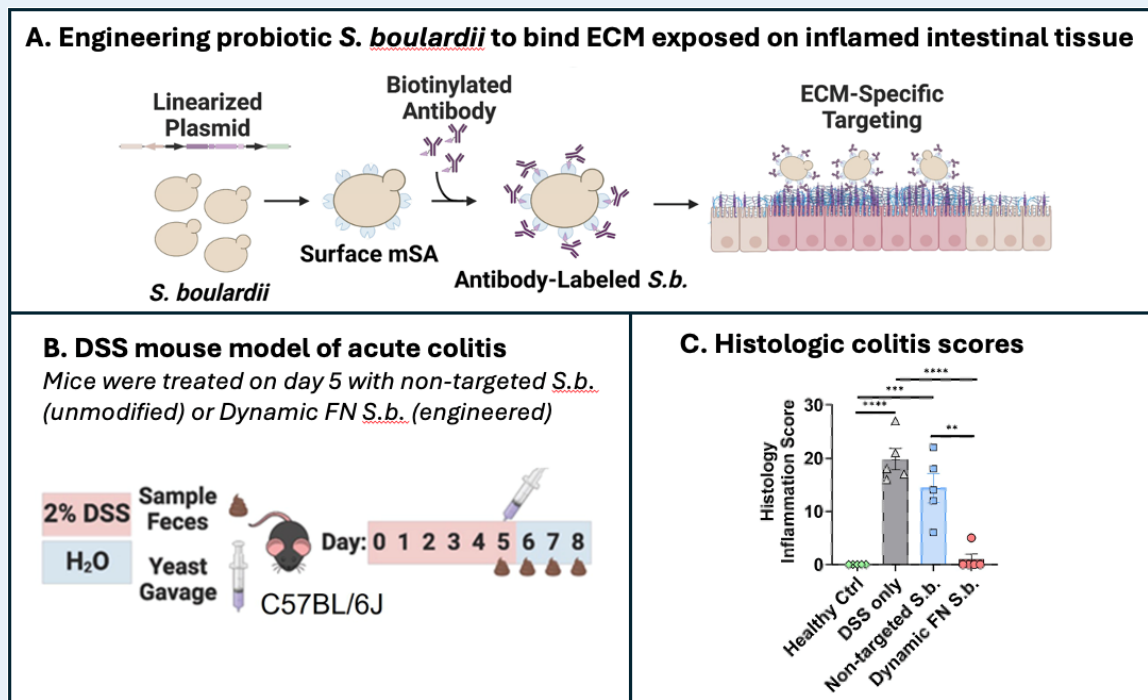 A. Engineering probiotic S. boulardii to bind ECM exposed on inflamed intestinal tissue
Linearized
Plasmid
S. boulardii
Surface mSA
Biotinylated
Antibody
Antibody-Labeled S.b.
ECM-Specific
Targeting
B. DSS mouse model of acute colitis
Mice were treated on day 5 with non-targeted S.b.
(unmodified) or Dynamic FN S.b. (engineered)
2% DSS
H₂O
Sample
Feces
Yeast
Gavage
C57BL/6J
Day: 0 1 2 3 4 5 6 7 8
C. Histologic colitis scores
****
***
****
**
Histology
Inflammation Score
30
20
10
0
Healthy Ctrl
DSS only
Non-targeted S.b.
Dynamic FN S.b.